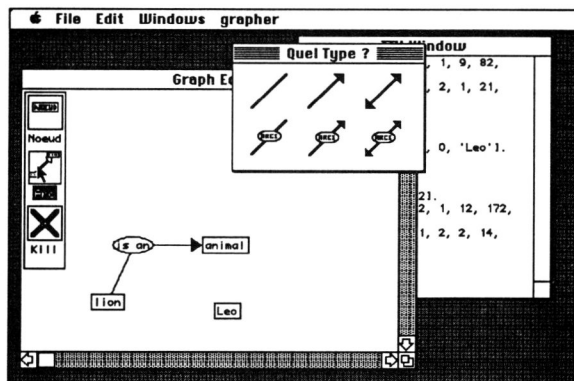 File Edit Windows grapher
Quel Type ?
Window
Graph Ed
, 1, 9, 82,
, 2, 1, 21,
Noeud
, 0, 'Leo'].
2].
2, 1, 12, 172,
1, 2, 2, 14,
Kill
is an
animal
lion
Leo